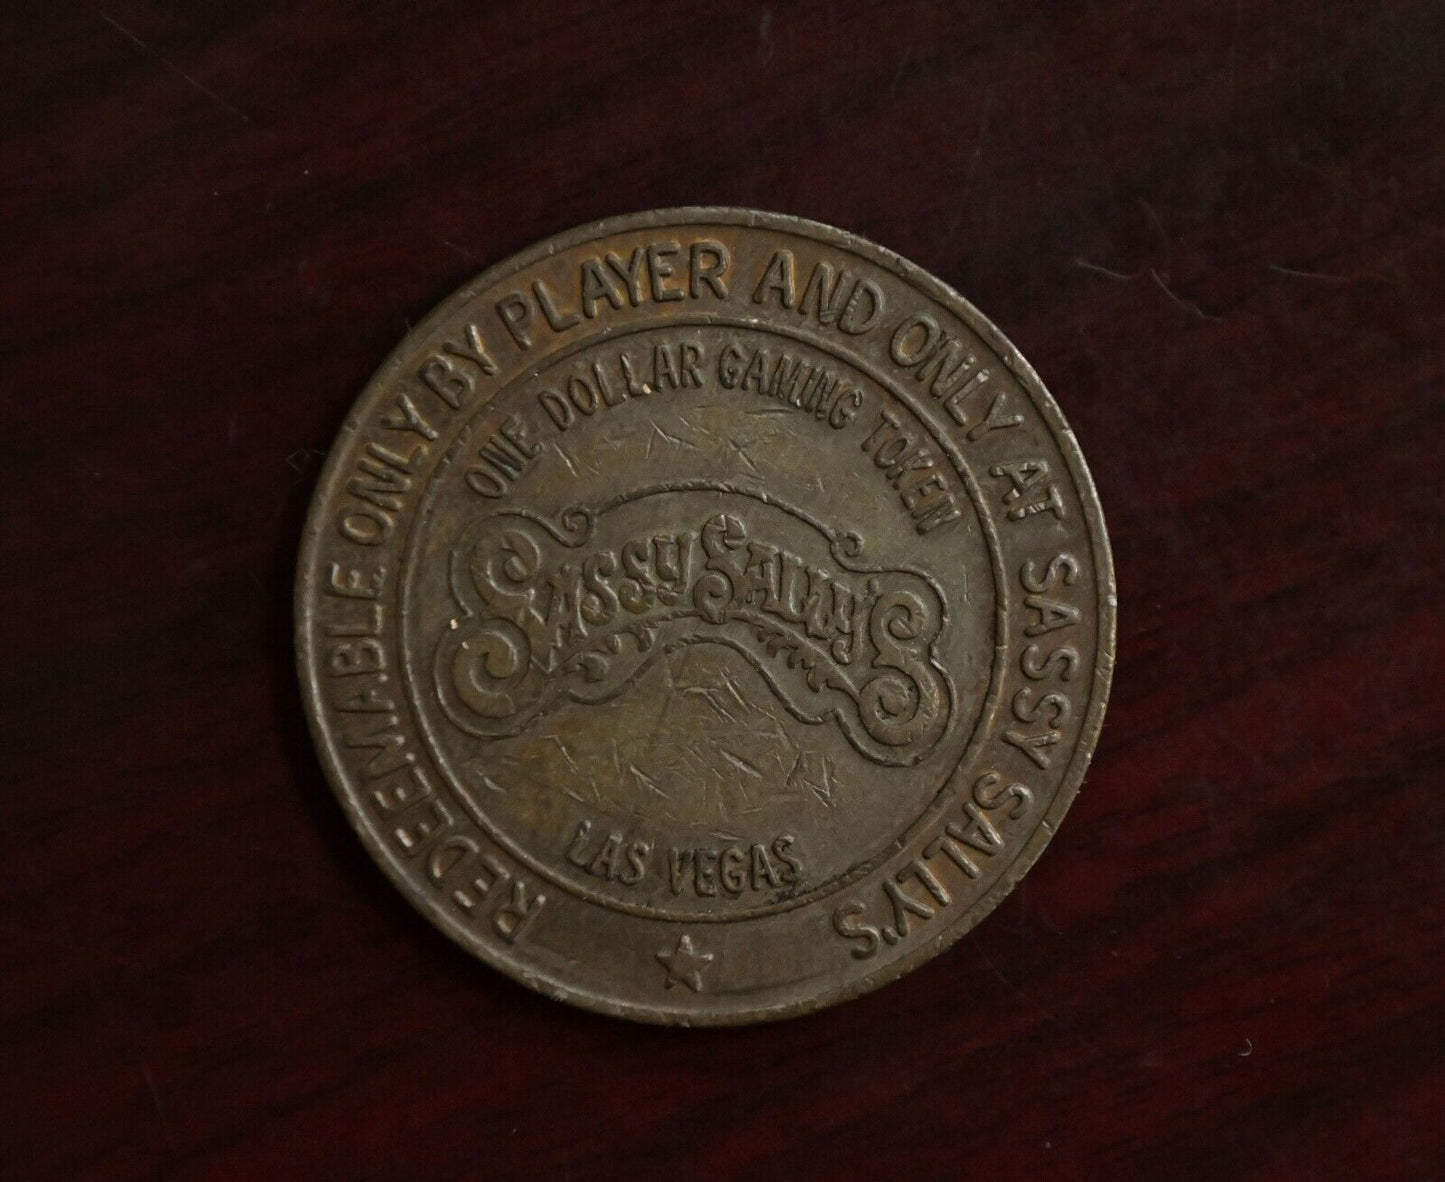 REDEEMABLE ONLY BY PLAYER AND ONLY AT SASSY SALLY'S
ONE DOLLAR GAMING TOKEN
SASSY SALLY'S
LAS VEGAS